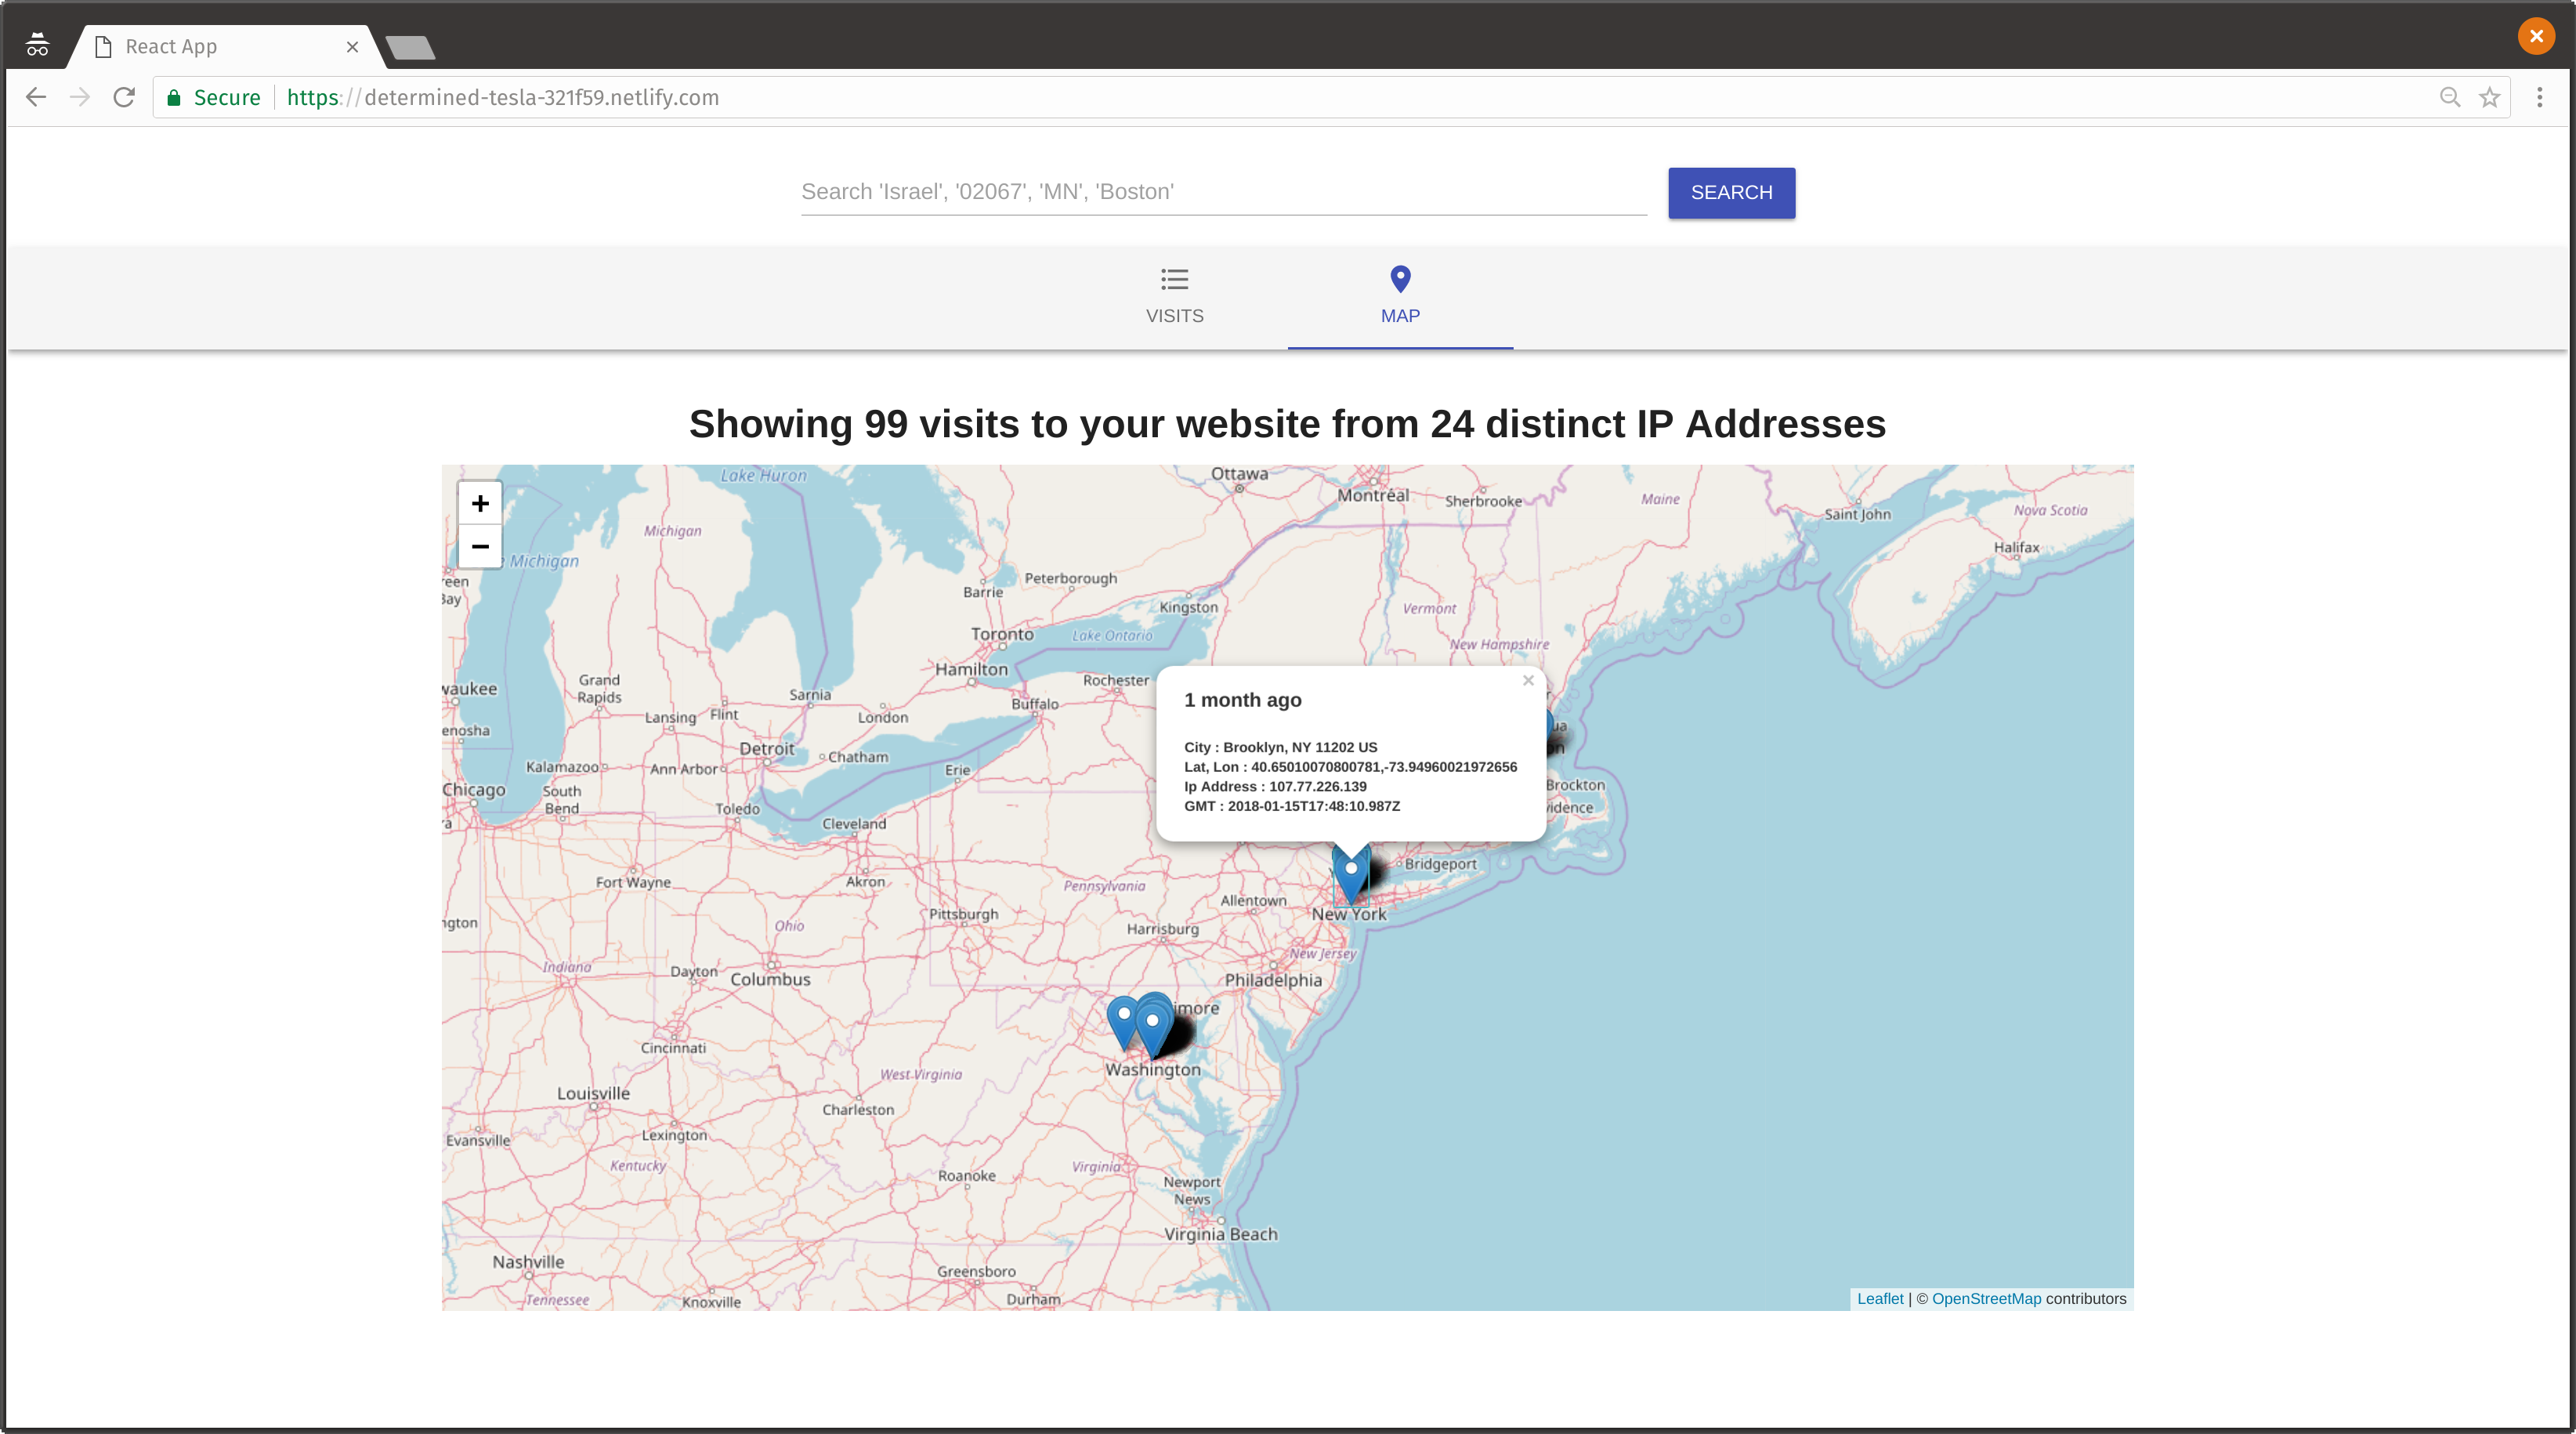 React App
Secure https://determined-tesla-321f59.netlify.com
Search 'Israel', '02067', 'MN', 'Boston'
SEARCH
VISITS
MAP
Showing 99 visits to your website from 24 distinct IP Addresses
+
−
Lake Huron
Ottawa
Montréal
Sherbrooke
Maine
Saint John
Nova Scotia
Halifax
Michigan
Michigan
Barrie
Peterborough
Kingston
Toronto
Lake Ontario
Vermont
New Hampshire
Hamilton
Rochester
Buffalo
Grand
Rapids
Sarnia
Lansing
Flint
London
waukee
enosha
Detroit
Chatham
Kalamazoo
Ann Arbor
Erie
Chicago
South
Bend
Toledo
Cleveland
1 month ago
City : Brooklyn, NY 11202 US
Lat, Lon : 40.65010070800781,-73.94960021972656
Ip Address : 107.77.226.139
GMT : 2018-01-15T17:48:10.987Z
Brockton
vidence
Bridgeport
Fort Wayne
Akron
Pennsylvania
Allentown
New York
Pittsburgh
Harrisburg
ngton
Ohio
New Jersey
Indiana
Dayton
Columbus
Philadelphia
imore
Cincinnati
Washington
West Virginia
Louisville
Charleston
Evansville
Lexington
Kentucky
Virginia
Roanoke
Newport
News
Virginia Beach
Nashville
Greensboro
Tennessee
Knoxville
Durham
Leaflet | © OpenStreetMap contributors